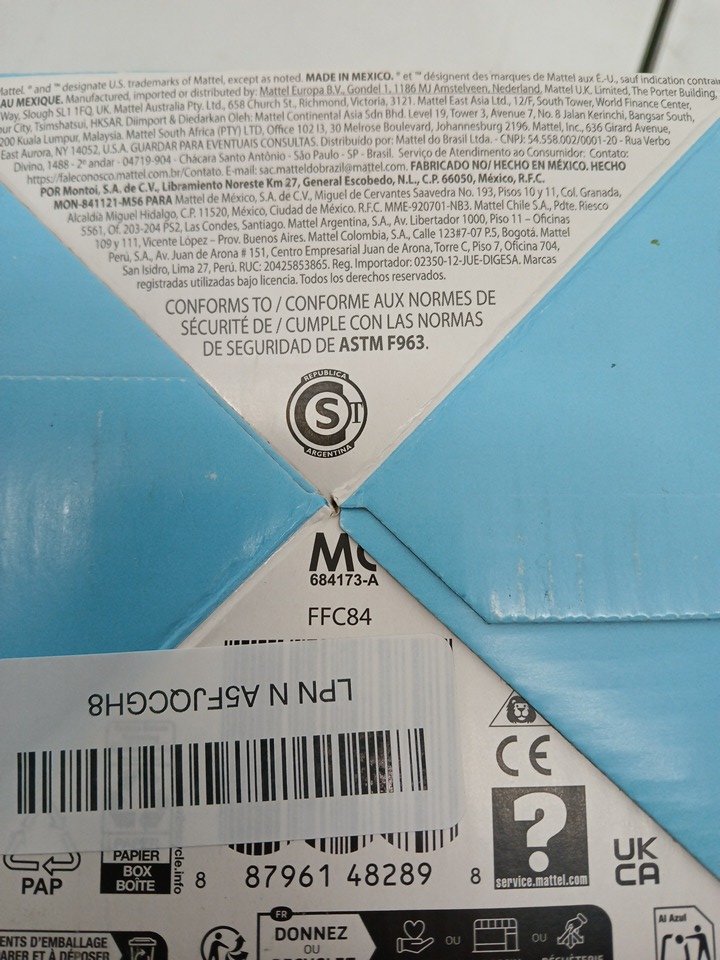 Mattel. ® and ™ designate U.S. trademarks of Mattel, except as noted. MADE IN MEXICO. ® et ™ désignent des marques de Mattel aux É.-U., sauf indication contraire.
AU MEXIQUE. Manufactured, imported or distributed by: Mattel Europa B.V., Gondel 1, 1186 MJ Amstelveen, Nederland. Mattel U.K. Limited, The Porter Building,
Way, Slough SL1 1FQ, UK. Mattel Australia Pty. Ltd., 658 Church St., Richmond, Victoria, 3121. Mattel East Asia Ltd., 12/F, South Tower, World Finance Center,
our City, Tsimshatsui, HKSAR. Diimport & Diedarkan Oleh: Mattel Continental Asia Sdn Bhd. Level 19, Tower 3, Avenue 7, No. 8 Jalan Kerinchi, Bangsar South,
200 Kuala Lumpur, Malaysia. Mattel South Africa (PTY) LTD, Office 102 I3, 30 Melrose Boulevard, Johannesburg 2196. Mattel, Inc., 636 Girard Avenue,
East Aurora, NY 14052, U.S.A. GUARDAR PARA EVENTUAIS CONSULTAS. Distribuido por: Mattel do Brasil Ltda. - CNPJ: 54.558.002/0001-20 - Rua Verbo
Divino, 1488 - 2º andar - 04719-904 - Chácara Santo Antônio - São Paulo - SP - Brasil. Serviço de Atendimento ao Consumidor: Contato:
https://faleconosco.mattel.com.br/Contato. E-mail: sac.matteldobrasil@mattel.com. FABRICADO NO/ HECHO EN MÉXICO. HECHO
POR Montoi, S.A. de C.V., Libramiento Noreste Km 27, General Escobedo, N.L., C.P. 66050, México, R.F.C.
MON-841121-MS6 PARA Mattel de México, S.A. de C.V., Miguel de Cervantes Saavedra No. 193, Pisos 10 y 11, Col. Granada,
Alcaldía Miguel Hidalgo, C.P. 11520, México, Ciudad de México. R.F.C. MME-920701-NB3. Mattel Chile S.A., Pdte. Riesco
5561, Of. 203-204 PS2, Las Condes, Santiago. Mattel Argentina, S.A., Av. Libertador 1000, Piso 11 – Oficinas
109 y 111, Vicente López – Prov. Buenos Aires. Mattel Colombia, S.A., Calle 123#7-07 P.5, Bogotá. Mattel
Perú, S.A., Av. Juan de Arona # 151, Centro Empresarial Juan de Arona, Torre C, Piso 7, Oficina 704,
San Isidro, Lima 27, Perú. RUC: 20425853865. Reg. Importador: 02350-12-JUE-DIGESA. Marcas
registradas utilizadas bajo licencia. Todos los derechos reservados.
CONFORMS TO / CONFORME AUX NORMES DE
SÉCURITÉ DE / CUMPLE CON LAS NORMAS
DE SEGURIDAD DE ASTM F963.
REPUBLICA
S T
ARGENTINA
684173-A
FFC84
LPN N A5FJQCGH8
CE
?
service.mattel.com
UK
CA
PAP
PAPIER
BOX
BOÎTE
cle.info
8 87961 48289 8
FR
DONNEZ
OU
OU
OU
ENTS D'EMBALLAGE
ARER ET À DÉPOSER
Al Azul